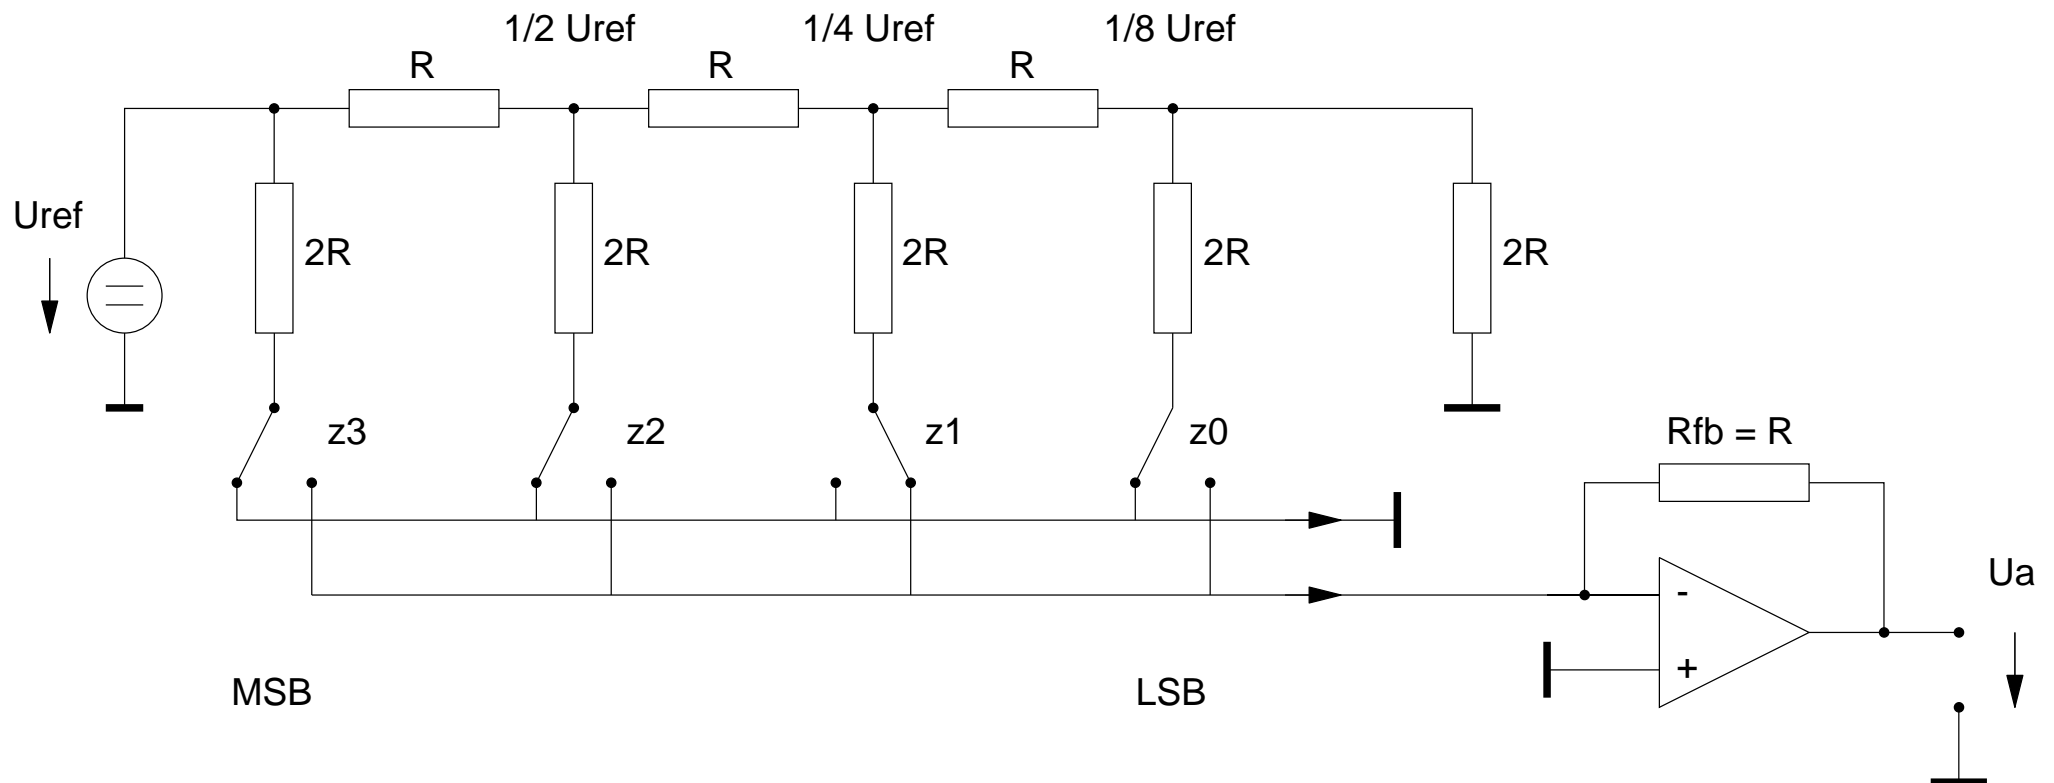 1/2 Uref
1/4 Uref
1/8 Uref
R
R
R
Uref
2R
2R
2R
2R
2R
z3
z2
z1
z0
Rfb = R
Ua
-
+
MSB
LSB